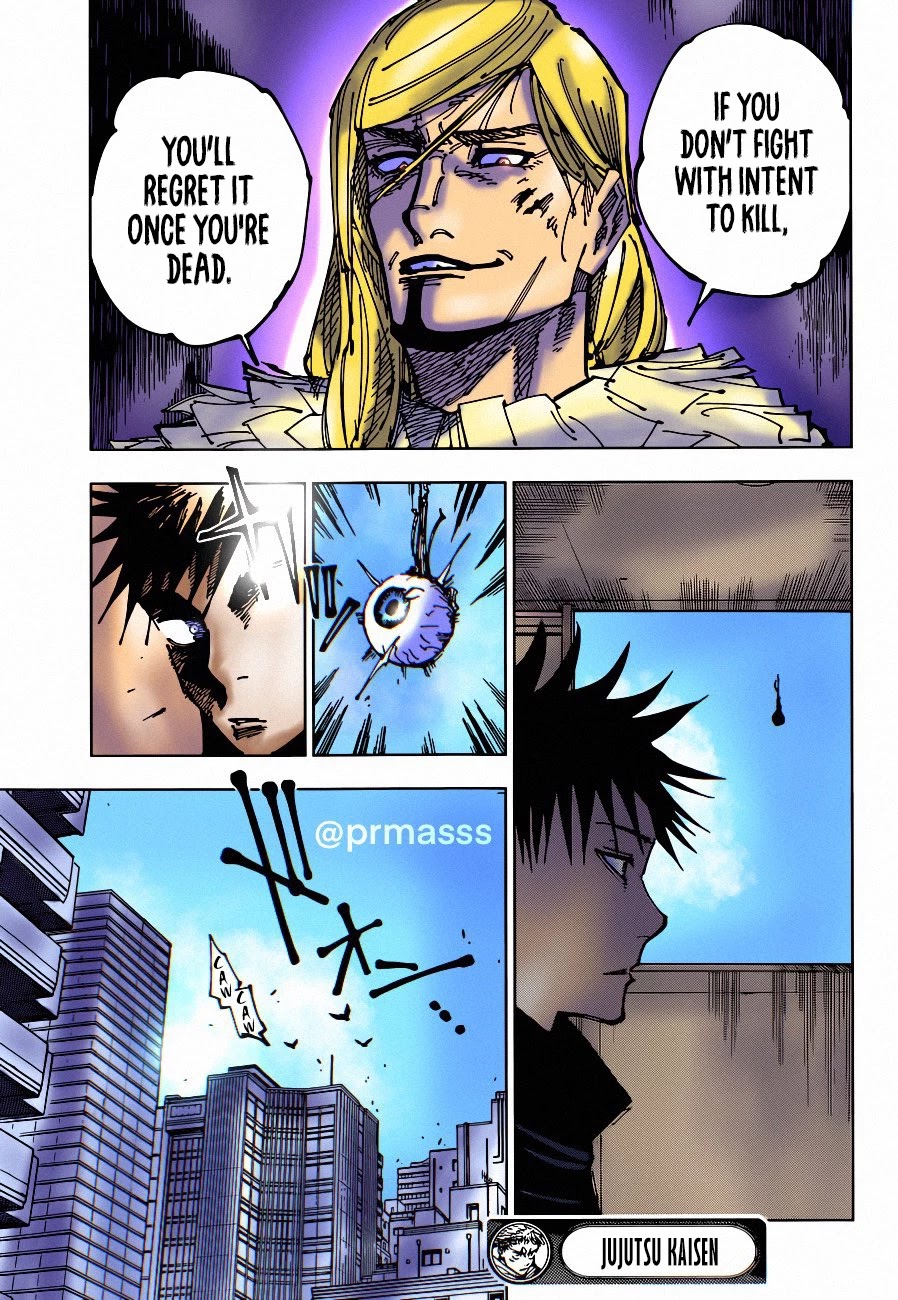 IF YOU
DON'T FIGHT
WITH INTENT
TO KILL,
YOU'LL
REGRET IT
ONCE YOU'RE
DEAD.
@prmasss
CAW
CAW
JUJUTSU KAISEN